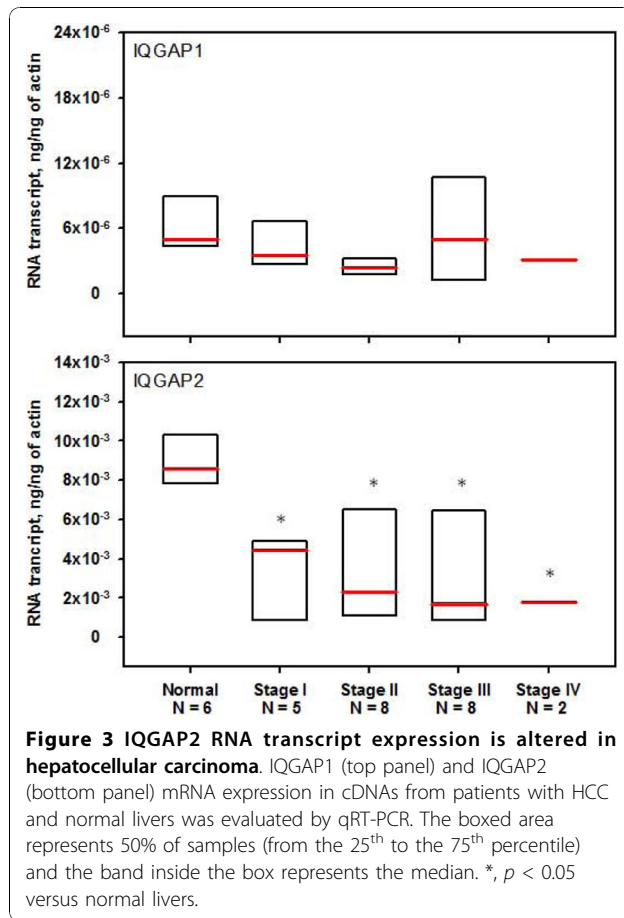 24x10⁻⁶
IQGAP1
18x10⁻⁶
12x10⁻⁶
6x10⁻⁶
0
RNA transcript, ng/ng of actin
14x10⁻³
IQGAP2
12x10⁻³
10x10⁻³
8x10⁻³
6x10⁻³
4x10⁻³
2x10⁻³
0
RNA trancript, ng/ng of actin
* * * *
Normal Stage I Stage II Stage III Stage IV
N = 6 N = 5 N = 8 N = 8 N = 2
Figure 3 IQGAP2 RNA transcript expression is altered in
hepatocellular carcinoma. IQGAP1 (top panel) and IQGAP2
(bottom panel) mRNA expression in cDNAs from patients with HCC
and normal livers was evaluated by qRT-PCR. The boxed area
represents 50% of samples (from the 25th to the 75th percentile)
and the band inside the box represents the median. *, p < 0.05
versus normal livers.